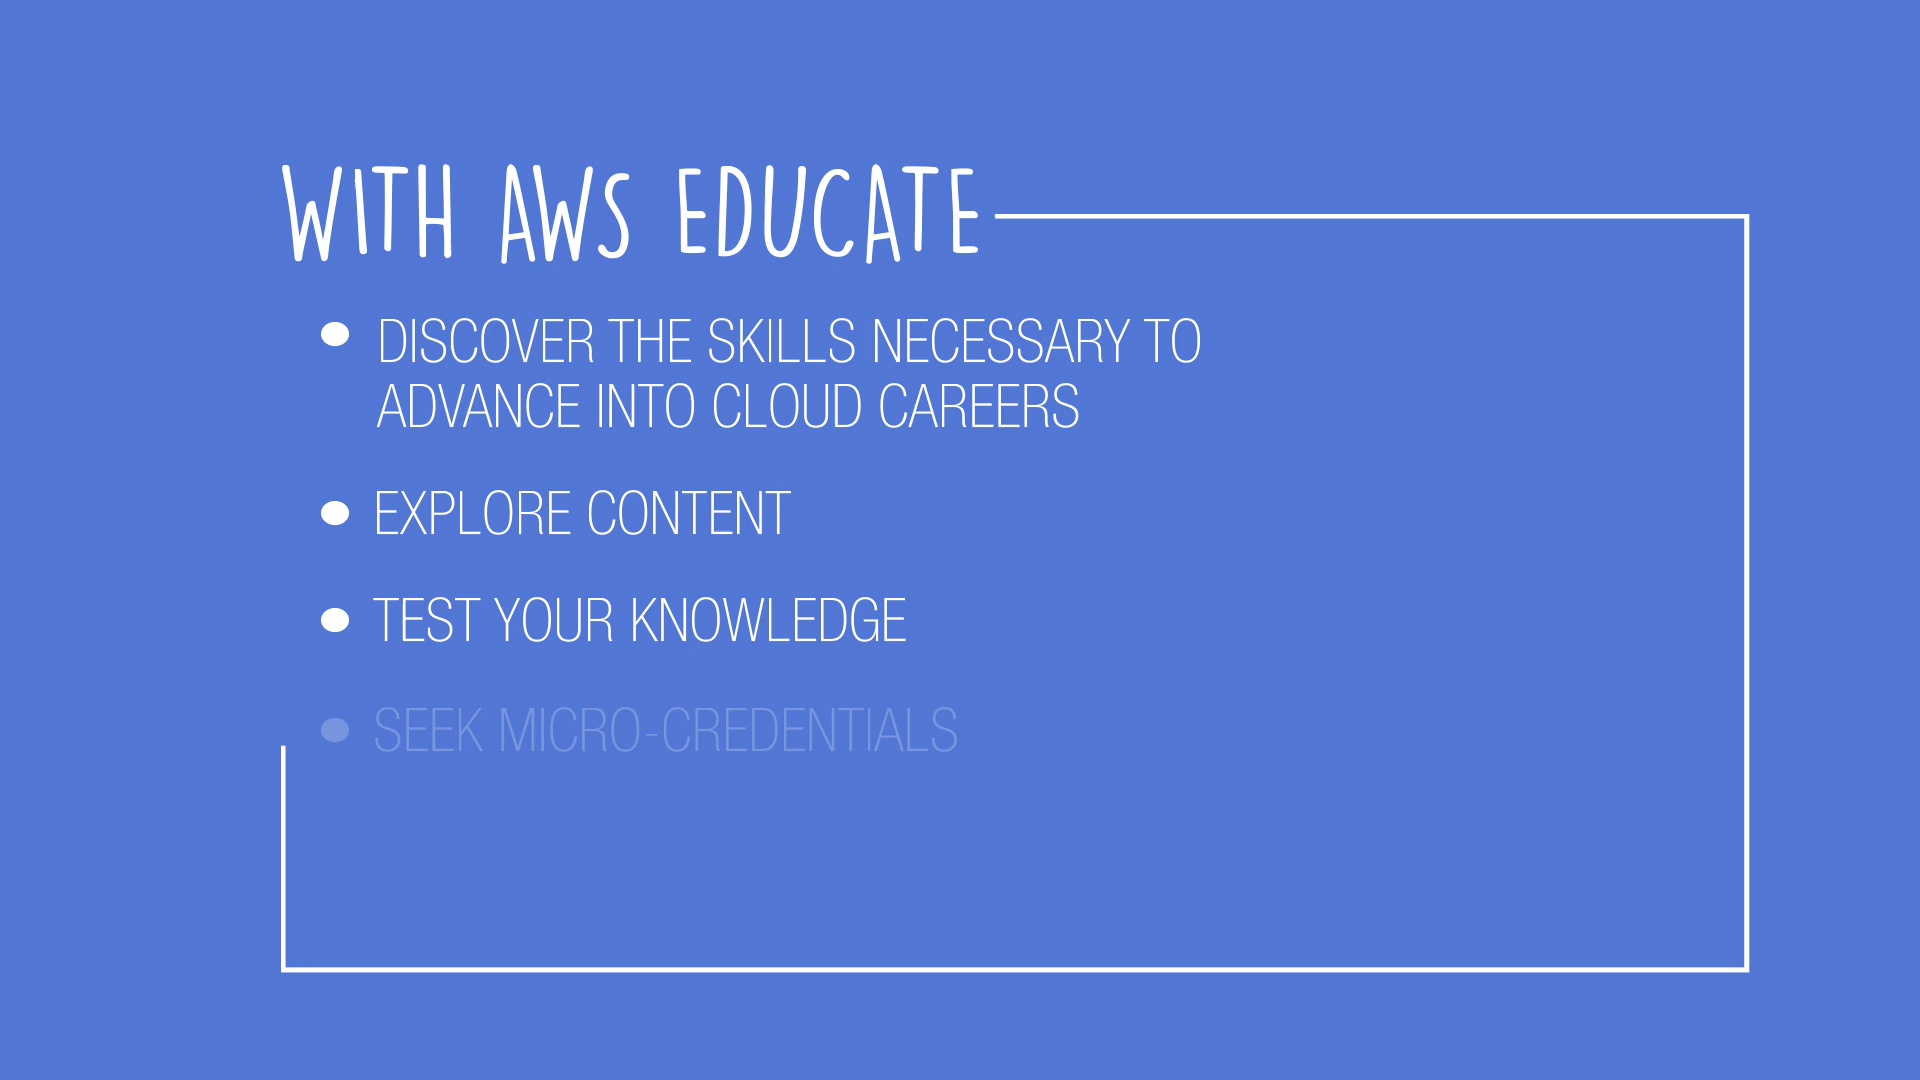 WITH AWS EDUCATE
DISCOVER THE SKILLS NECESSARY TO
ADVANCE INTO CLOUD CAREERS
EXPLORE CONTENT
TEST YOUR KNOWLEDGE
SEEK MICRO-CREDENTIALS